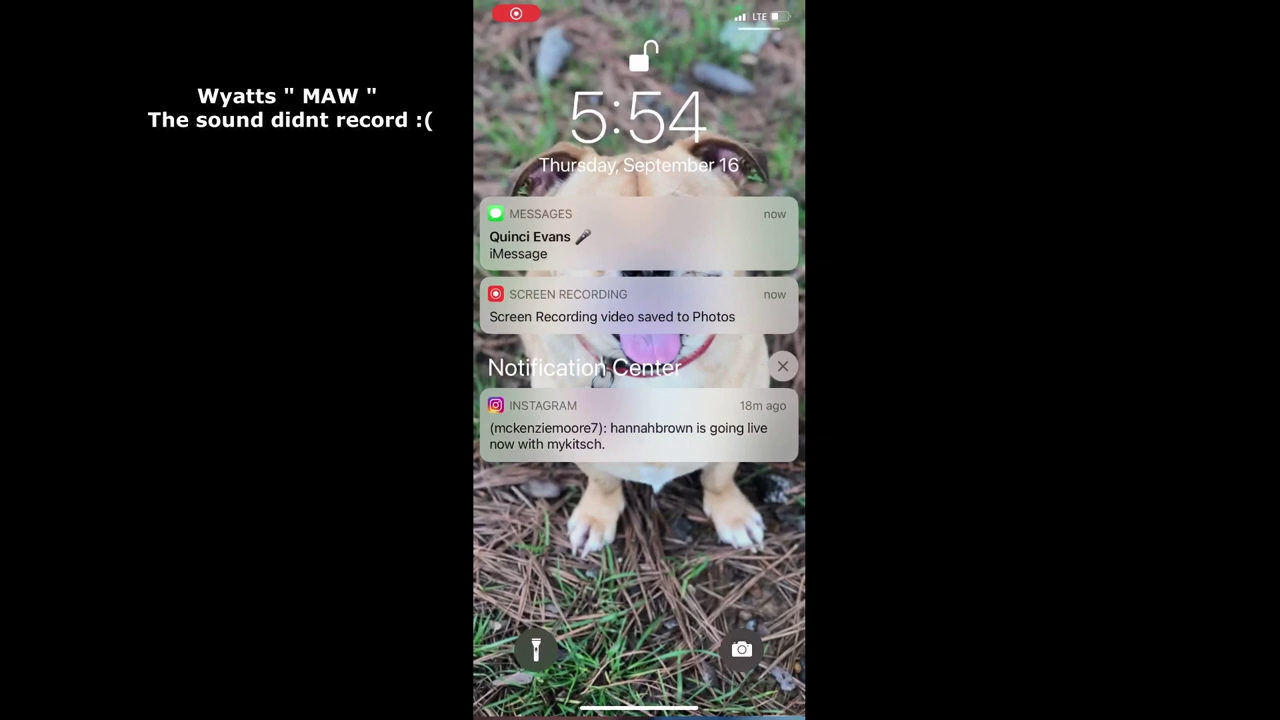 Wyatts " MAW "
The sound didnt record :(
LTE
5:54
Thursday, September 16
MESSAGES now
Quinci Evans 🎤
iMessage
SCREEN RECORDING now
Screen Recording video saved to Photos
Notification Center
INSTAGRAM 18m ago
(mckenziemoore7): hannahbrown is going live
now with mykitsch.